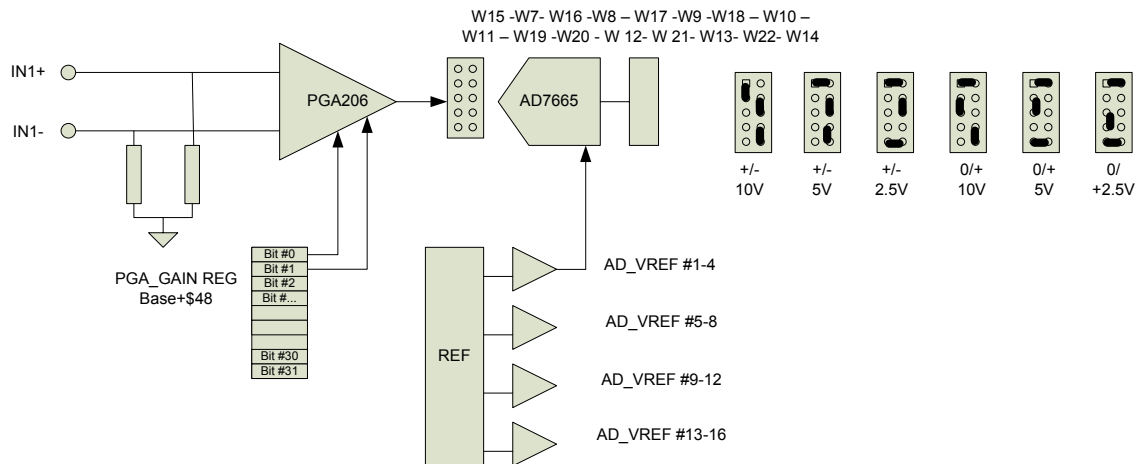 W15 -W7- W16 -W8 – W17 -W9 -W18 – W10 –
W11 – W19 -W20 - W 12- W 21- W13- W22- W14
IN1+
IN1-
PGA206
AD7665
+/-
10V
+/-
5V
+/-
2.5V
0/+
10V
0/+
5V
0/
+2.5V
PGA_GAIN REG
Base+$48
Bit #0
Bit #1
Bit #2
Bit #...
Bit #30
Bit #31
REF
AD_VREF #1-4
AD_VREF #5-8
AD_VREF #9-12
AD_VREF #13-16